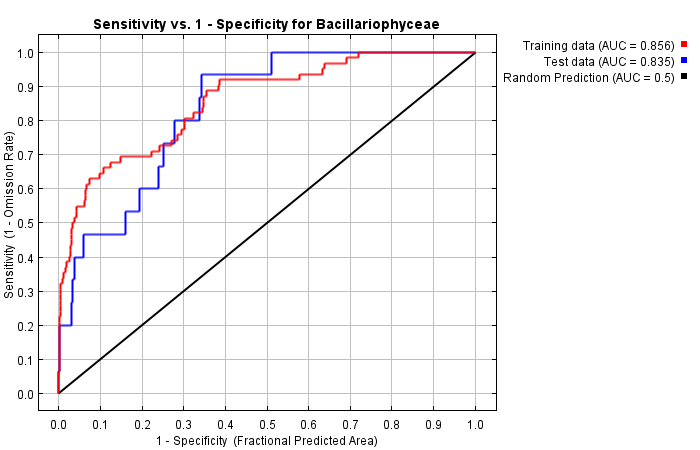 Sensitivity vs. 1 - Specificity for Bacillariophyceae
Training data (AUC = 0.856)
Test data (AUC = 0.835)
Random Prediction (AUC = 0.5)
Sensitivity (1 - Omission Rate)
1.0
0.9
0.8
0.7
0.6
0.5
0.4
0.3
0.2
0.1
0.0
0.0 0.1 0.2 0.3 0.4 0.5 0.6 0.7 0.8 0.9 1.0
1 - Specificity (Fractional Predicted Area)